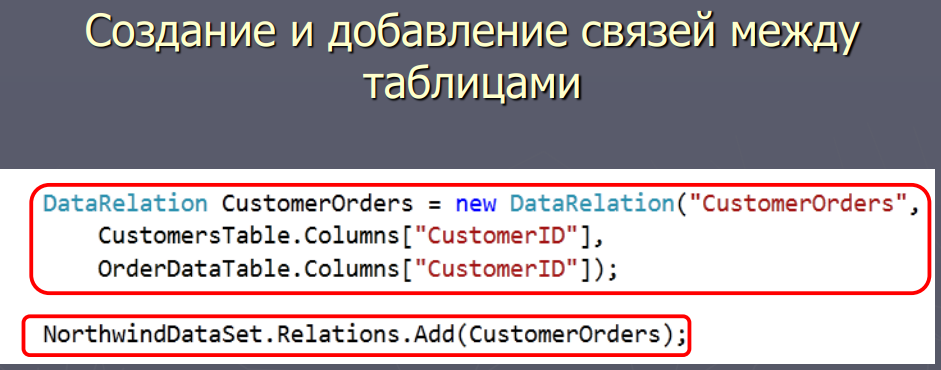 Создание и добавление связей между
таблицами
DataRelation CustomerOrders = new DataRelation("CustomerOrders",
CustomersTable.Columns["CustomerID"],
OrderDataTable.Columns["CustomerID"]);
NorthwindDataSet.Relations.Add(CustomerOrders);